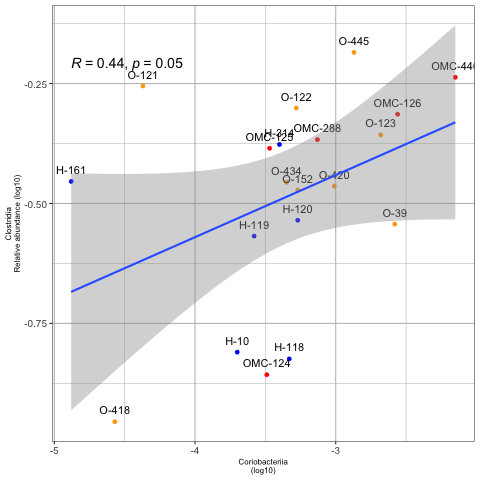 O-445
R = 0.44, p = 0.05
O-121
OMC-44
O-122
OMC-126
O-123
H-314
OMC-288
OMC-125
O-434
O-420
O-152
H-161
H-120
O-39
H-119
H-10
H-118
OMC-124
O-418
-0.25
-0.50
-0.75
Clostridia
Relative abundance (log10)
-5
-4
-3
Coriobacteriia
(log10)